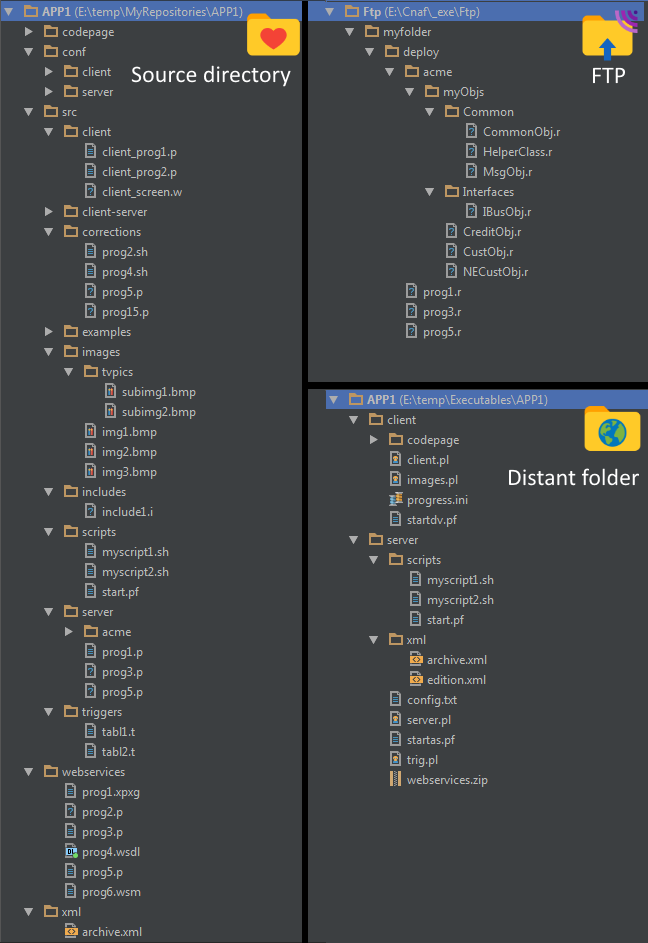 APP1 (E:\temp\MyRepositories\APP1)
codepage
conf
client
server
Source directory
src
client
client_prog1.p
client_prog2.p
client_screen.w
client-server
corrections
prog2.sh
prog4.sh
prog5.p
prog15.p
examples
images
tvpics
subimg1.bmp
subimg2.bmp
img1.bmp
img2.bmp
img3.bmp
includes
include1.i
scripts
myscript1.sh
myscript2.sh
start.pf
server
acme
prog1.p
prog3.p
prog5.p
triggers
tabl1.t
tabl2.t
webservices
prog1.xpxg
prog2.p
prog3.p
prog4.wsdl
prog5.p
prog6.wsm
xml
archive.xml
Ftp (E:\Cnaf\_exe\Ftp)
myfolder
deploy
FTP
acme
myObjs
Common
CommonObj.r
HelperClass.r
MsgObj.r
Interfaces
IBusObj.r
CreditObj.r
CustObj.r
NECustObj.r
prog1.r
prog3.r
prog5.r
APP1 (E:\temp\Executables\APP1)
client
codepage
client.pl
images.pl
Distant folder
progress.ini
startdv.pf
server
scripts
myscript1.sh
myscript2.sh
start.pf
xml
archive.xml
edition.xml
config.txt
server.pl
startas.pf
trig.pl
webservices.zip